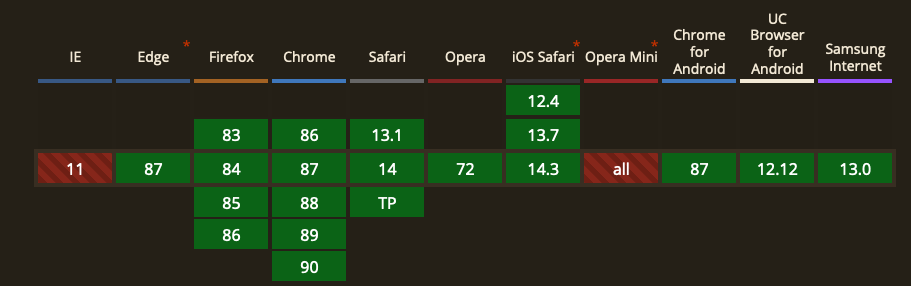 IE Edge * Firefox Chrome Safari Opera iOS Safari * Opera Mini * Chrome for Android UC Browser for Android Samsung Internet
12.4
83 86 13.1 13.7
11 87 84 87 14 72 14.3 all 87 12.12 13.0
85 88 TP
86 89
90